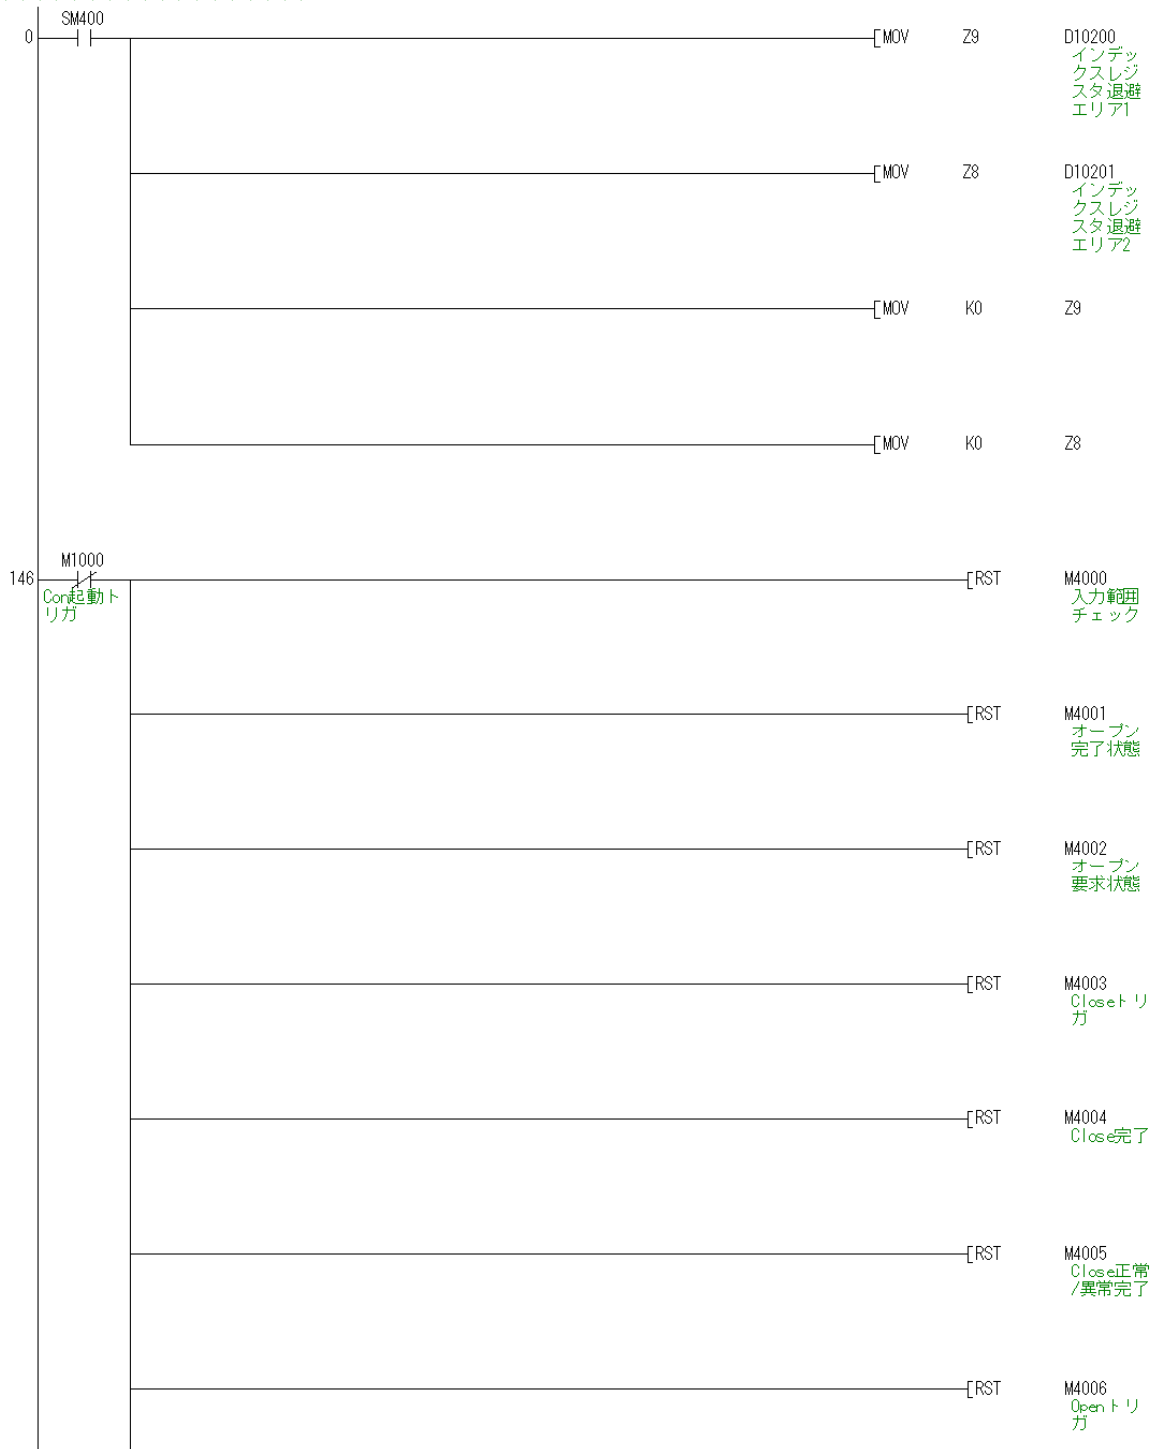 SM400
0 [MOV Z9 D10200
インデッ
クスレジ
スタ退避
エリア1
[MOV Z8 D10201
インデッ
クスレジ
スタ退避
エリア2
[MOV K0 Z9
[MOV K0 Z8
M1000
146 [RST M4000
Con起動ト
リガ
入力範囲
チェック
[RST M4001
オープン
完了状態
[RST M4002
オープン
要求状態
[RST M4003
Closeトリ
ガ
[RST M4004
Close完了
[RST M4005
Close正常
/異常完了
[RST M4006
Openトリ
ガ